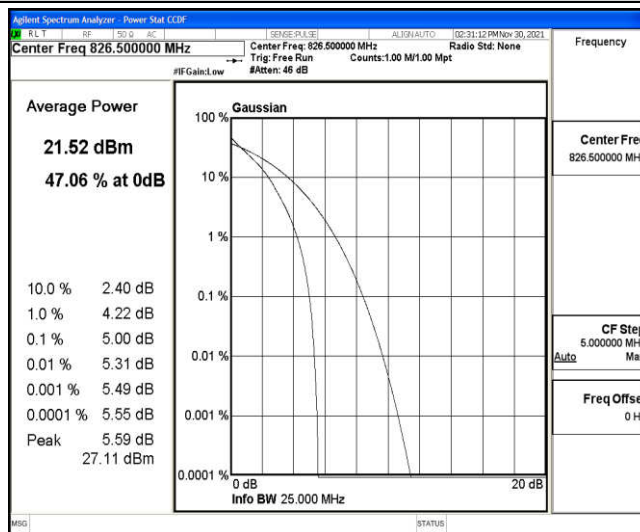 Agilent Spectrum Analyzer - Power Stat CCDF
RLT RF 50 Ω AC SENSE:PULSE ALIGNAUTO 02:31:12 PM Nov 30, 2021
Center Freq 826.500000 MHz
Center Freq: 826.500000 MHz Radio Std: None
Trig: Free Run Counts:1.00 M/1.00 Mpt
#IFGain:Low #Atten: 46 dB
Frequency
Average Power
21.52 dBm
47.06 % at 0dB
10.0 % 2.40 dB
1.0 % 4.22 dB
0.1 % 5.00 dB
0.01 % 5.31 dB
0.001 % 5.49 dB
0.0001 % 5.55 dB
Peak 5.59 dB
27.11 dBm
Gaussian
100 %
10 %
1 %
0.1 %
0.01 %
0.001 %
0.0001 %
0 dB 20 dB
Info BW 25.000 MHz
Center Fre
826.500000 MH
CF Step
5.000000 MH
Auto Ma
Freq Offse
0 H
MSG STATUS